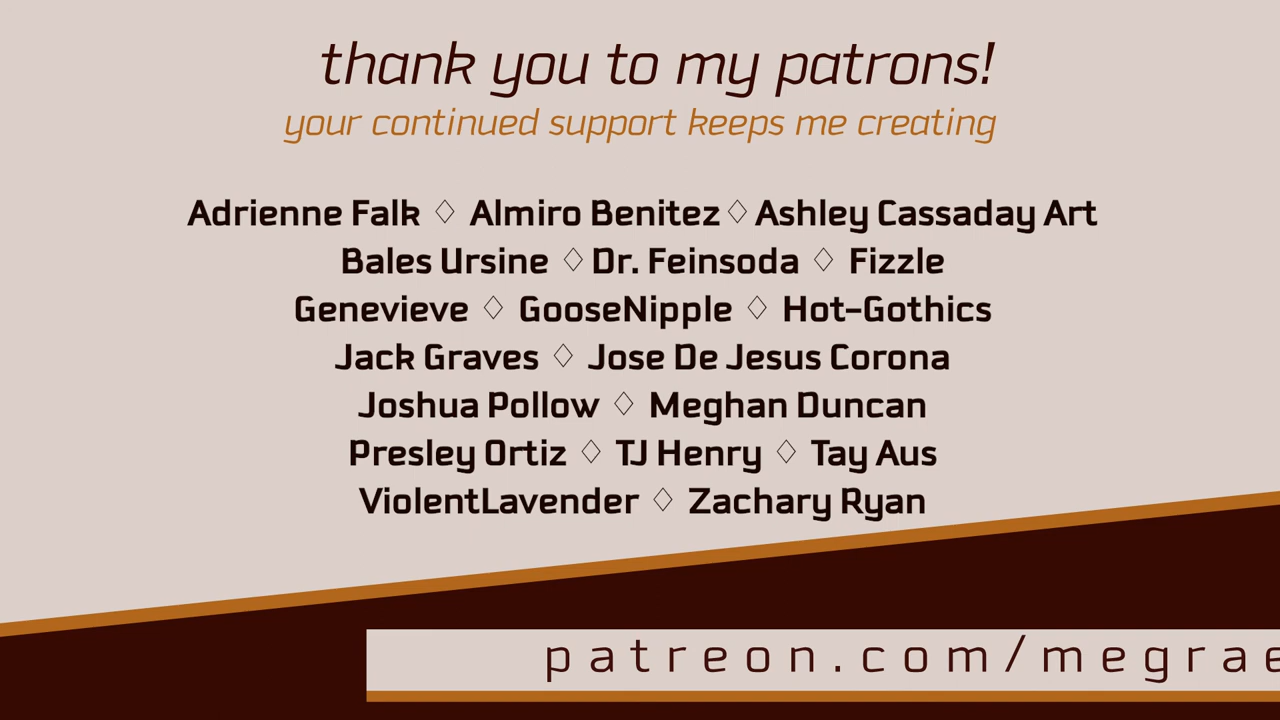 thank you to my patrons!
your continued support keeps me creating
Adrienne Falk ♢ Almiro Benitez ♢ Ashley Cassaday Art
Bales Ursine ♢ Dr. Feinsoda ♢ Fizzle
Genevieve ♢ GooseNipple ♢ Hot-Gothics
Jack Graves ♢ Jose De Jesus Corona
Joshua Pollow ♢ Meghan Duncan
Presley Ortiz ♢ TJ Henry ♢ Tay Aus
ViolentLavender ♢ Zachary Ryan
patreon.com/megrae